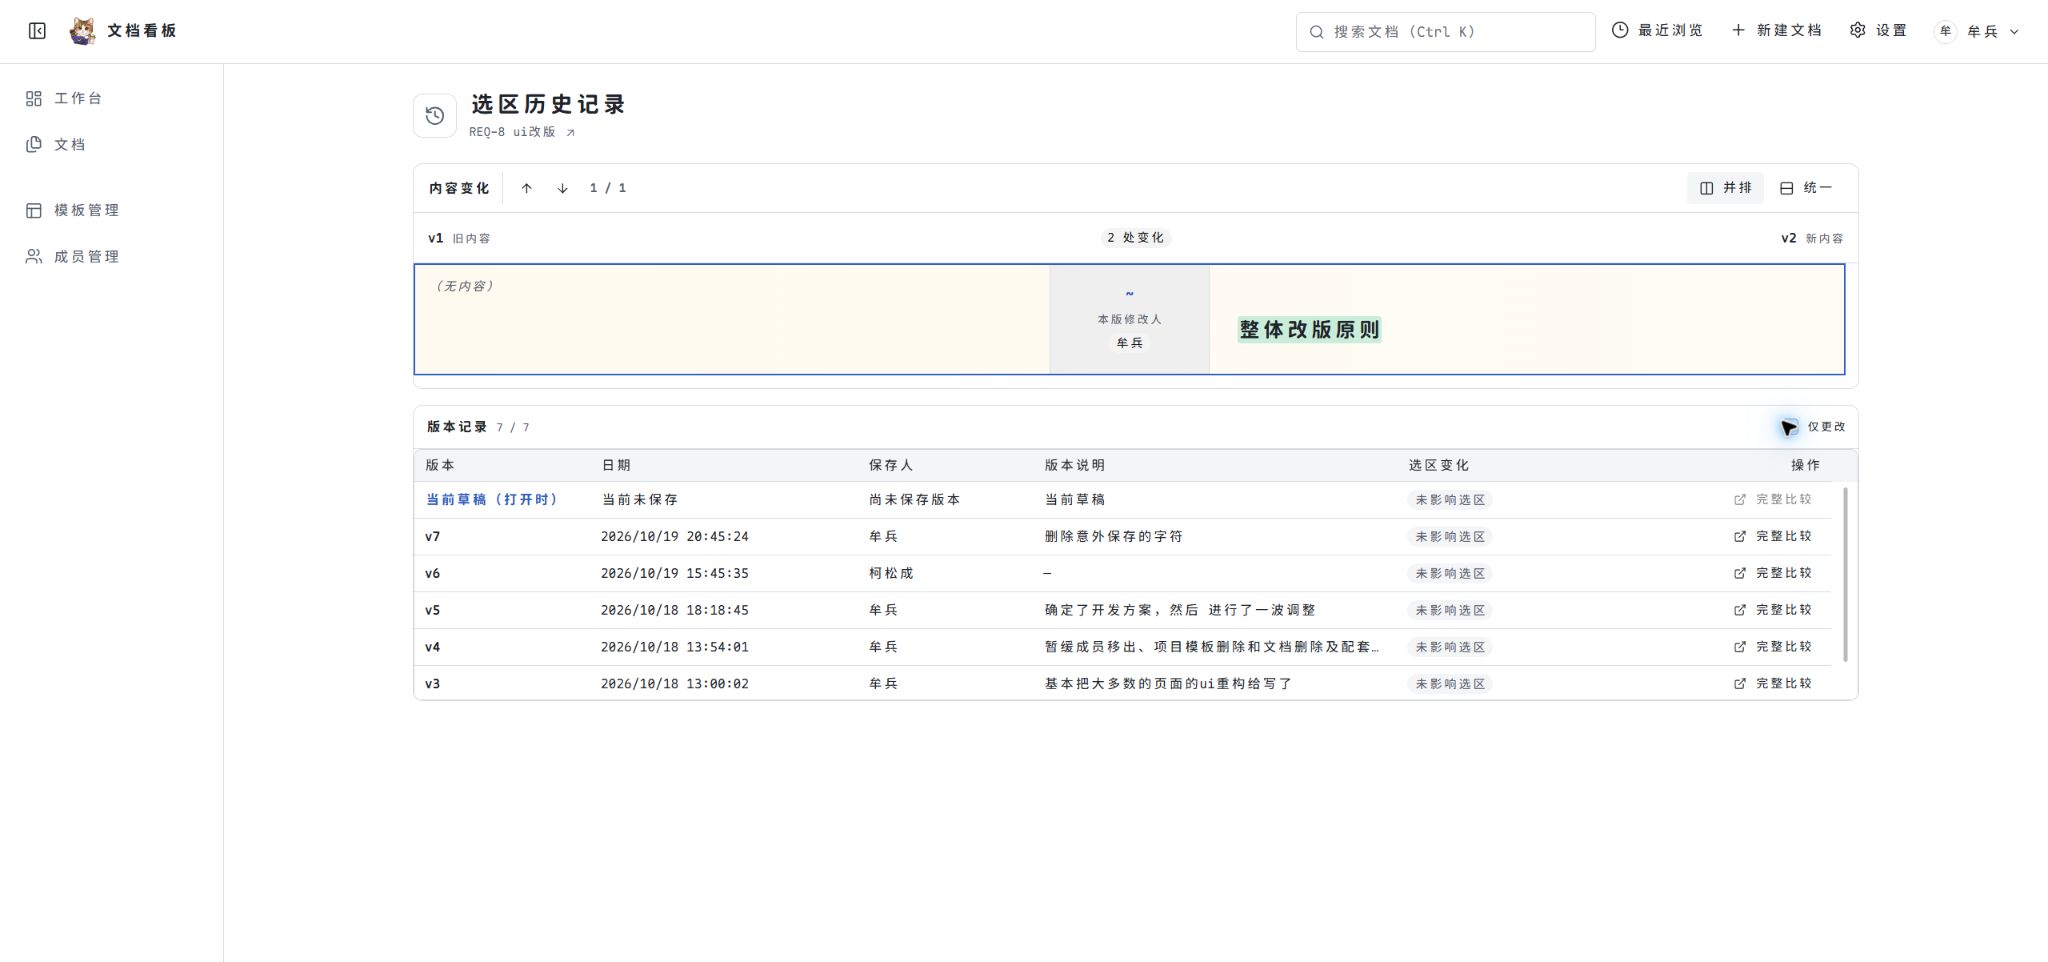 文档看板
搜索文档 (Ctrl K)
最近浏览
新建文档
设置
牟
牟兵
工作台
文档
模板管理
成员管理
选区历史记录
REQ-8 ui改版
内容变化
1 / 1
并排
统一
v1 旧内容
2 处变化
v2 新内容
(无内容)
~
本版修改人
牟兵
整体改版原则
版本记录 7 / 7
仅更改
版本 日期 保存人 版本说明 选区变化 操作
当前草稿 (打开时) 当前未保存 尚未保存版本 当前草稿 未影响选区 完整比较
v7 2026/10/19 20:45:24 牟兵 删除意外保存的字符 未影响选区 完整比较
v6 2026/10/19 15:45:35 柯松成 — 未影响选区 完整比较
v5 2026/10/18 18:18:45 牟兵 确定了开发方案，然后 进行了一波调整 未影响选区 完整比较
v4 2026/10/18 13:54:01 牟兵 暂缓成员移出、项目模板删除和文档删除及配套… 未影响选区 完整比较
v3 2026/10/18 13:00:02 牟兵 基本把大多数的页面的ui重构给写了 未影响选区 完整比较